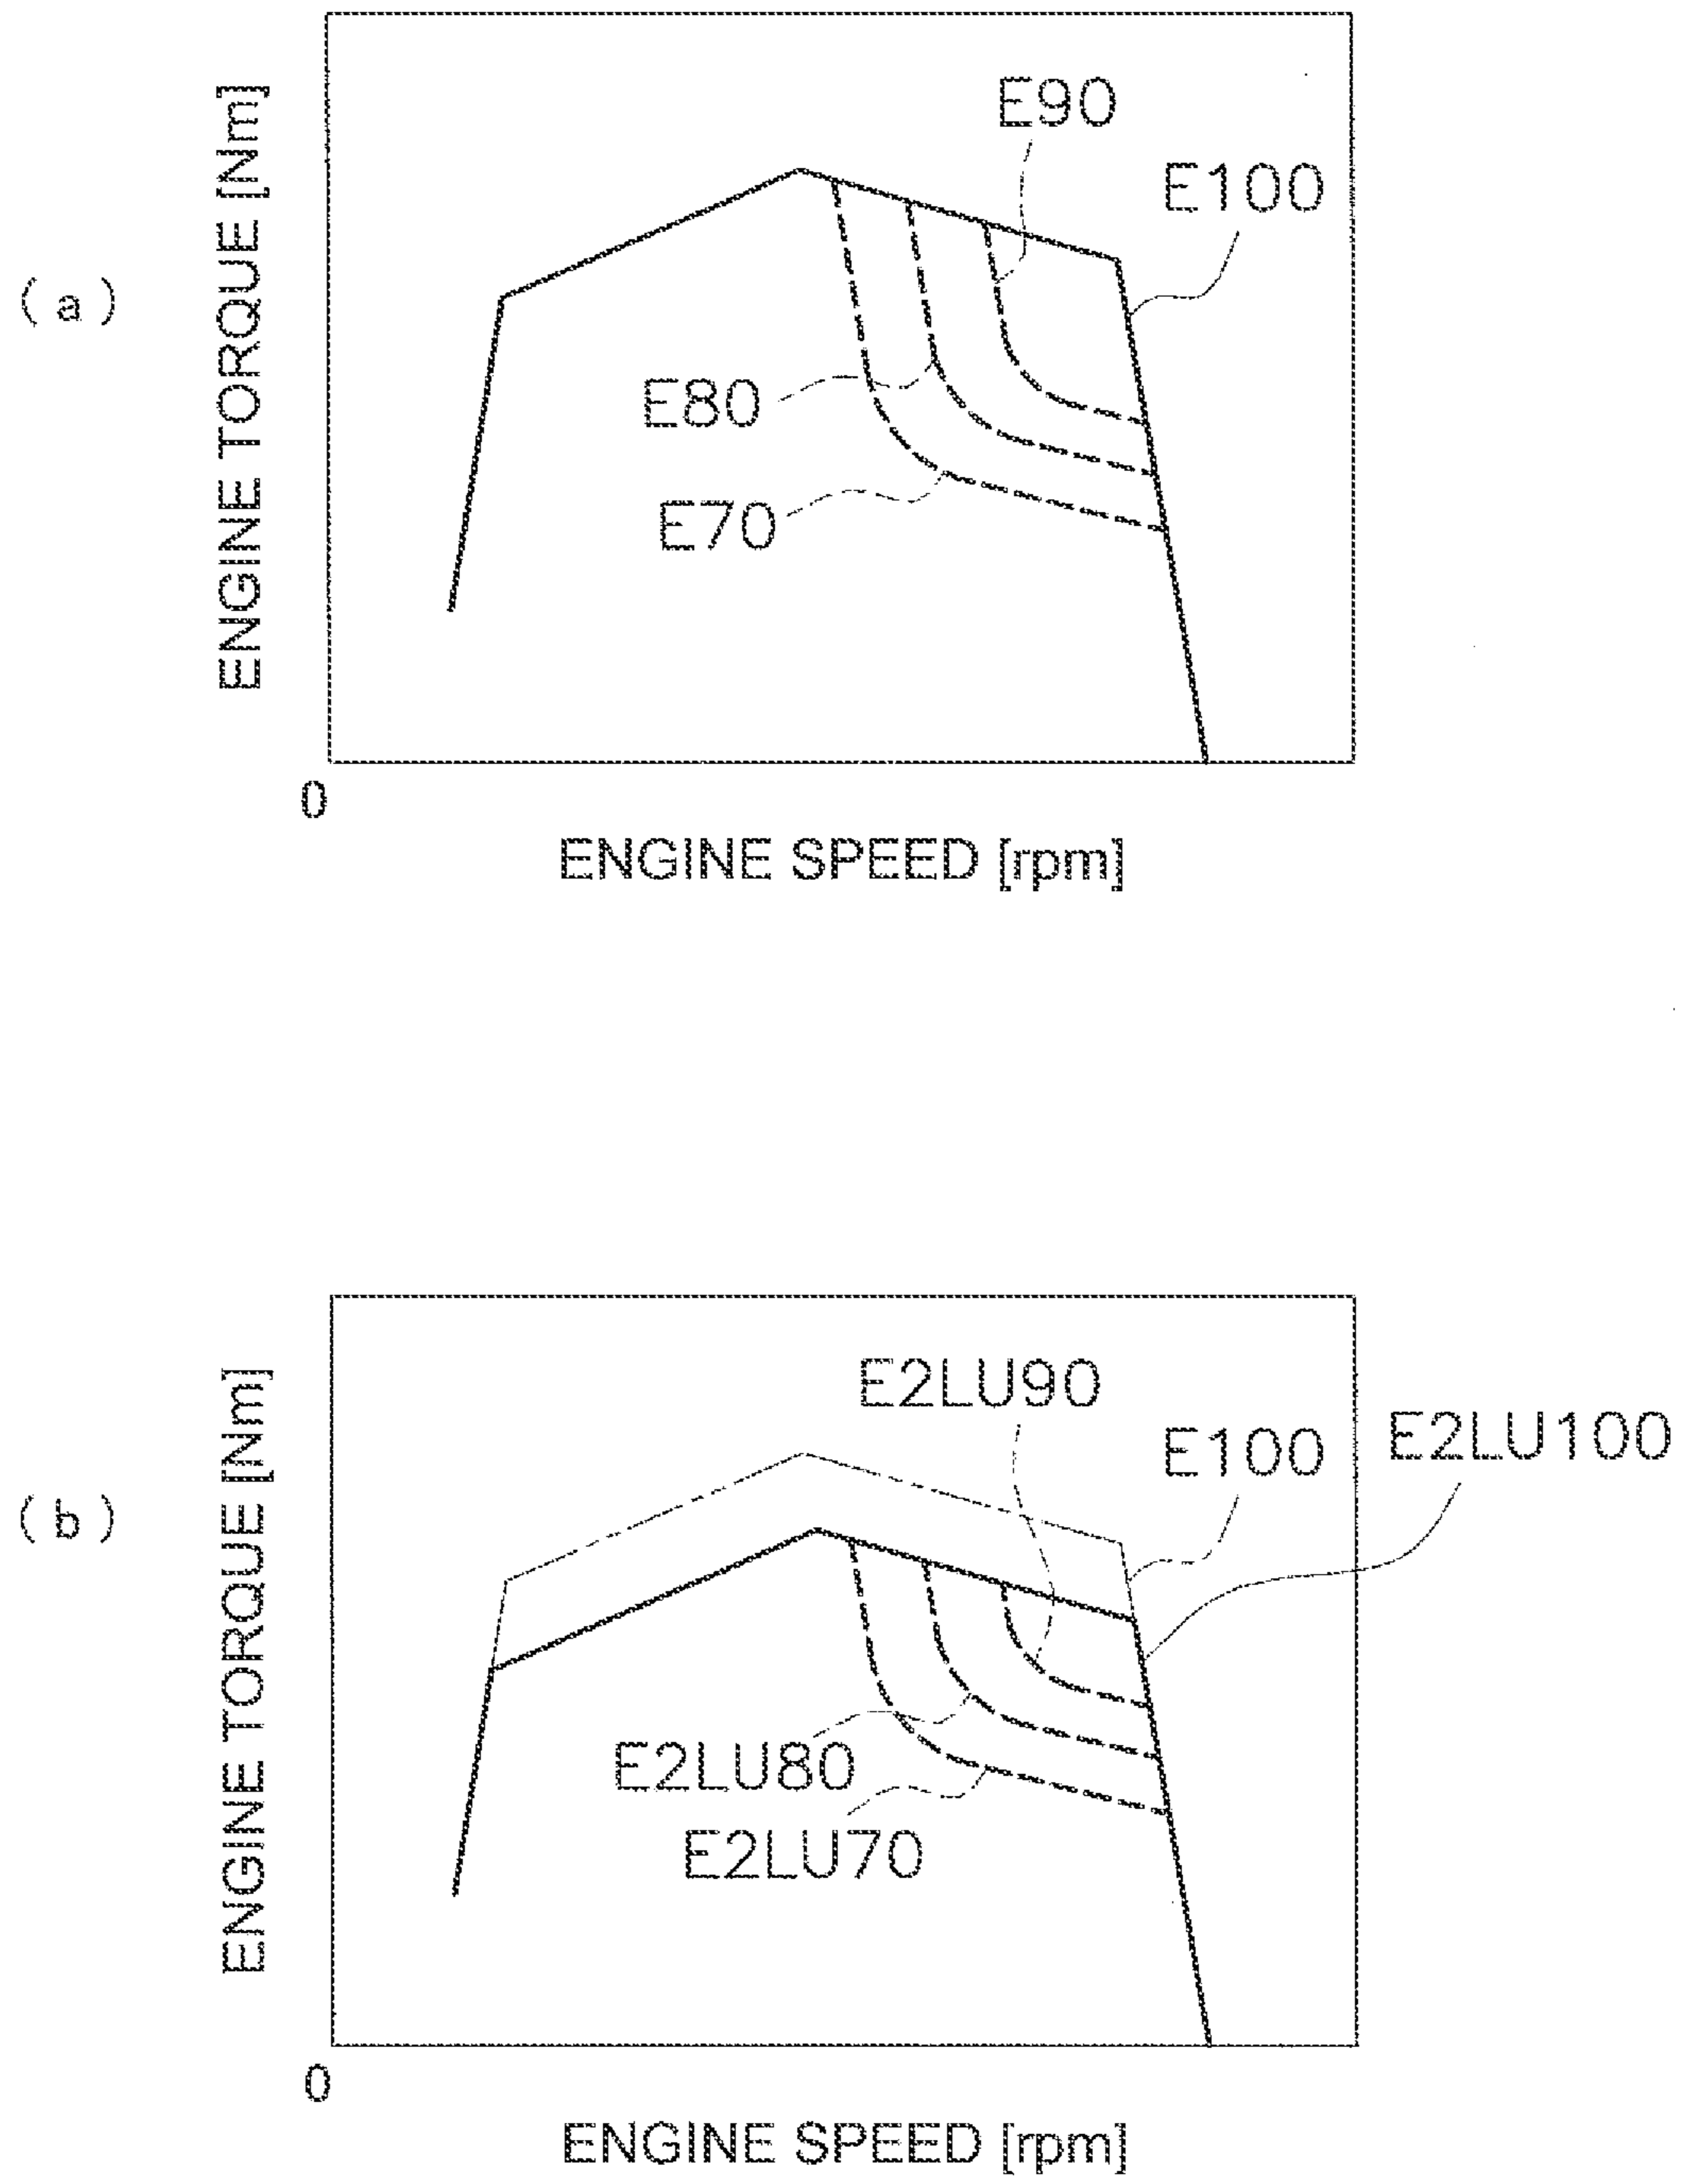 (a)
ENGINE TORQUE [Nm]
E90
E100
E80
E70
0
ENGINE SPEED [rpm]
(b)
ENGINE TORQUE [Nm]
E2LU90
E100
E2LU100
E2LU80
E2LU70
0
ENGINE SPEED [rpm]